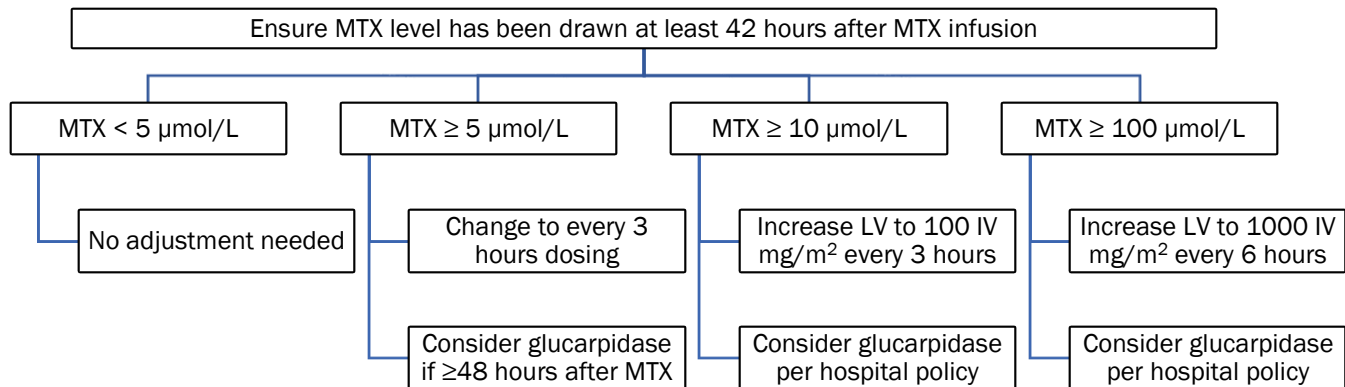 Ensure MTX level has been drawn at least 42 hours after MTX infusion
MTX < 5 µmol/L
MTX ≥ 5 µmol/L
MTX ≥ 10 µmol/L
MTX ≥ 100 µmol/L
No adjustment needed
Change to every 3
hours dosing
Increase LV to 100 IV
mg/m² every 3 hours
Increase LV to 1000 IV
mg/m² every 6 hours
Consider glucarpidase
if ≥48 hours after MTX
Consider glucarpidase
per hospital policy
Consider glucarpidase
per hospital policy